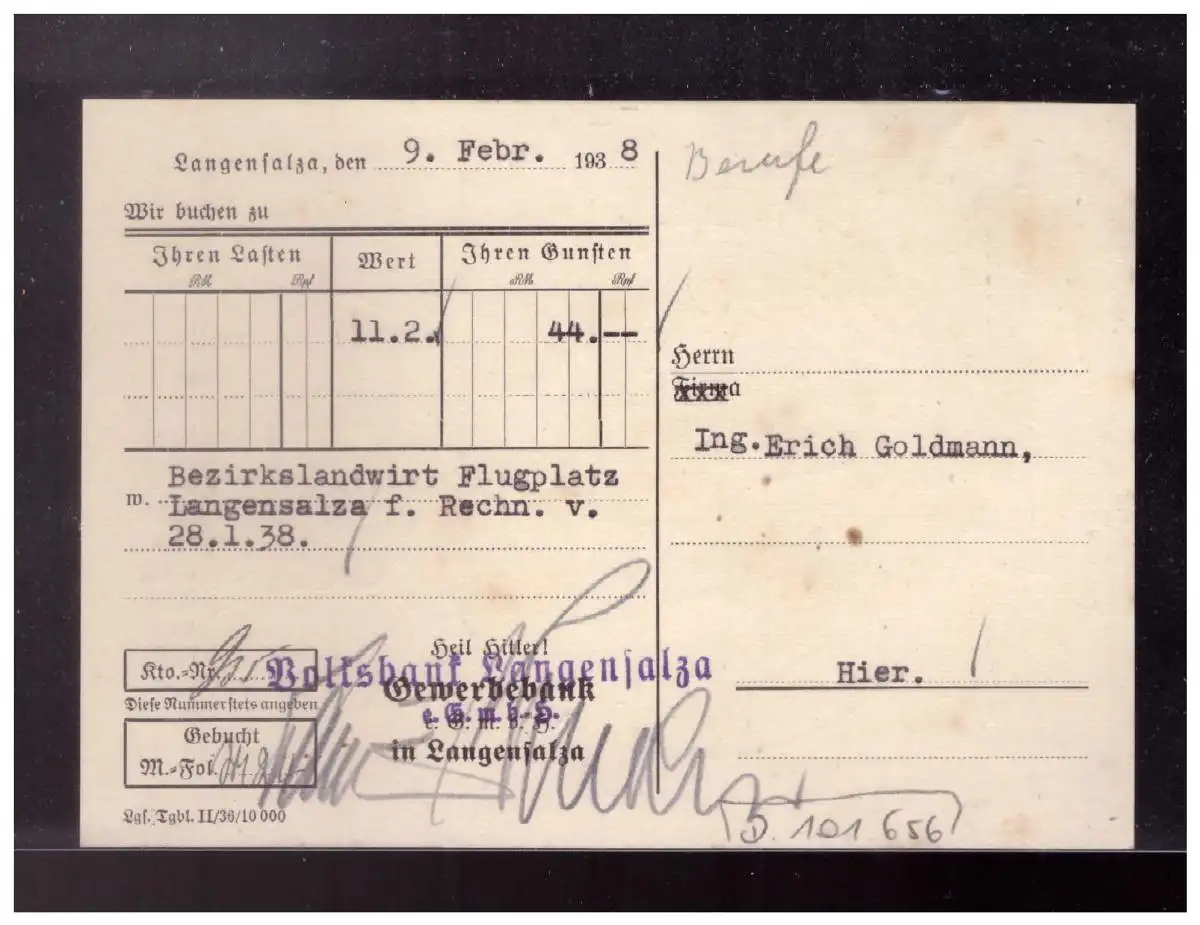 Langensalza, den 9. Febr. 1938
Wir buchen zu
Ihren Lasten Wert Ihren Gunsten
RM Rpf RM Rpf
11.2. 44.--
Bezirkslandwirt Flugplatz
w. Langensalza f. Rechn. v.
28.1.38.
Heil Hitler!
Volksbank Langensalza
Gewerbebank
e. G. m. b. H.
e. G. m. b. H.
in Langensalza
Kto.-Nr.
Diese Nummer stets angeben
Gebucht
M.-Fol.
Lgs. Tgbl. II/36/10 000
Berufe
Herrn
Firma
xxx
Ing. Erich Goldmann,
Hier.
D. 101 656